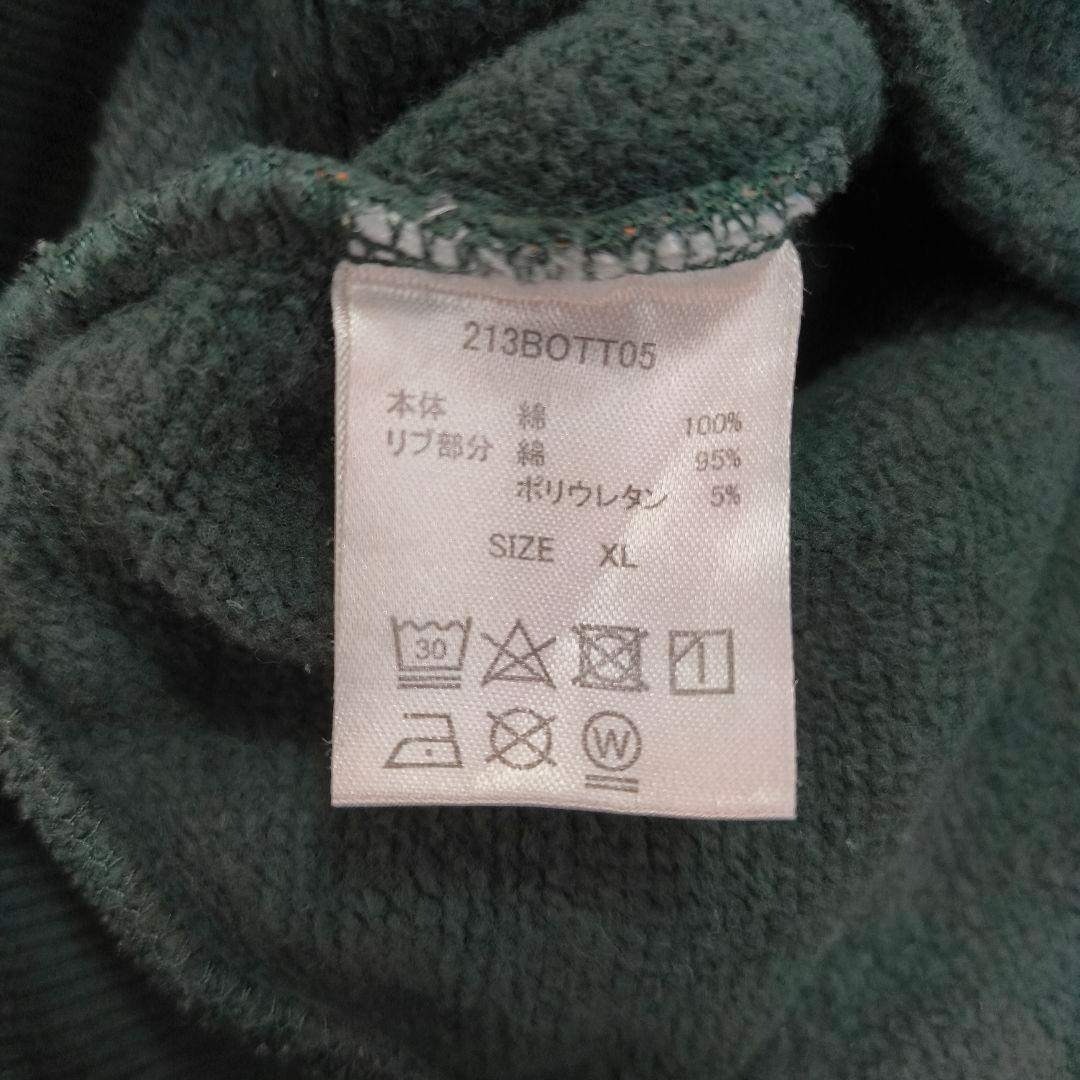 213BOTT05
本体 綿 100%
リブ部分 綿 95%
ポリウレタン 5%
SIZE XL
30
W